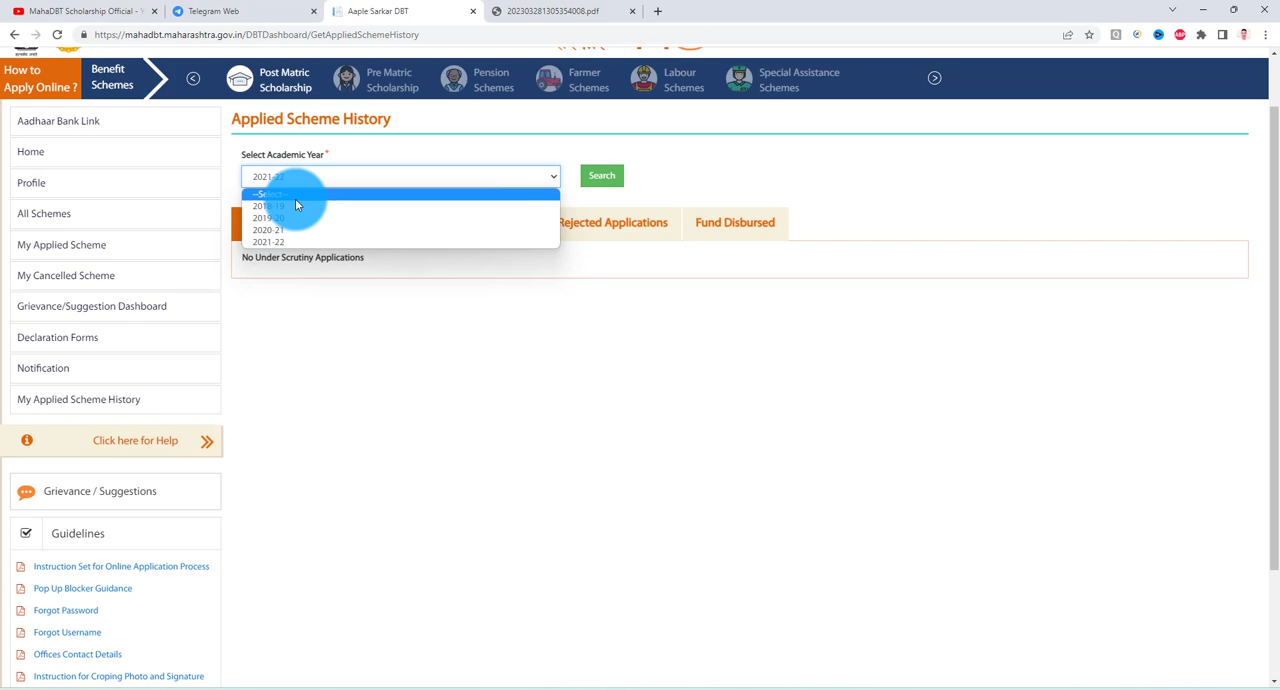 MahaDBT Scholarship Official - Y
Telegram Web
Aaple Sarkar DBT
202303281305354008.pdf
https://mahadbt.maharashtra.gov.in/DBTDashboard/GetAppliedSchemeHistory
How to
Apply Online ?
Benefit
Schemes
Post Matric
Scholarship
Pre Matric
Scholarship
Pension
Schemes
Farmer
Schemes
Labour
Schemes
Special Assistance
Schemes
Aadhaar Bank Link
Home
Profile
All Schemes
My Applied Scheme
My Cancelled Scheme
Grievance/Suggestion Dashboard
Declaration Forms
Notification
My Applied Scheme History
Click here for Help
Grievance / Suggestions
Guidelines
Instruction Set for Online Application Process
Pop Up Blocker Guidance
Forgot Password
Forgot Username
Offices Contact Details
Instruction for Croping Photo and Signature
Applied Scheme History
Select Academic Year*
2021-22
Search
--Select--
2018-19
2019-20
2020-21
2021-22
Rejected Applications
Fund Disbursed
No Under Scrutiny Applications